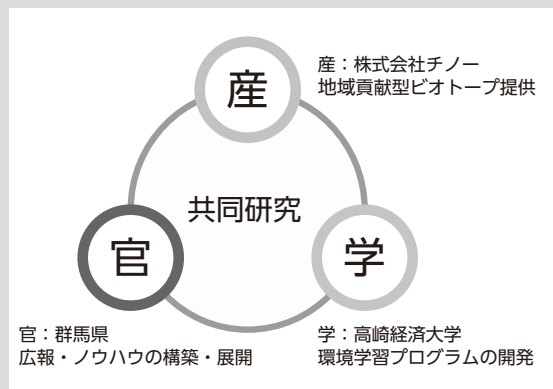 産
産：株式会社チノー
地域貢献型ビオトープ提供
共同研究
官
学
官：群馬県
広報・ノウハウの構築・展開
学：高崎経済大学
環境学習プログラムの開発